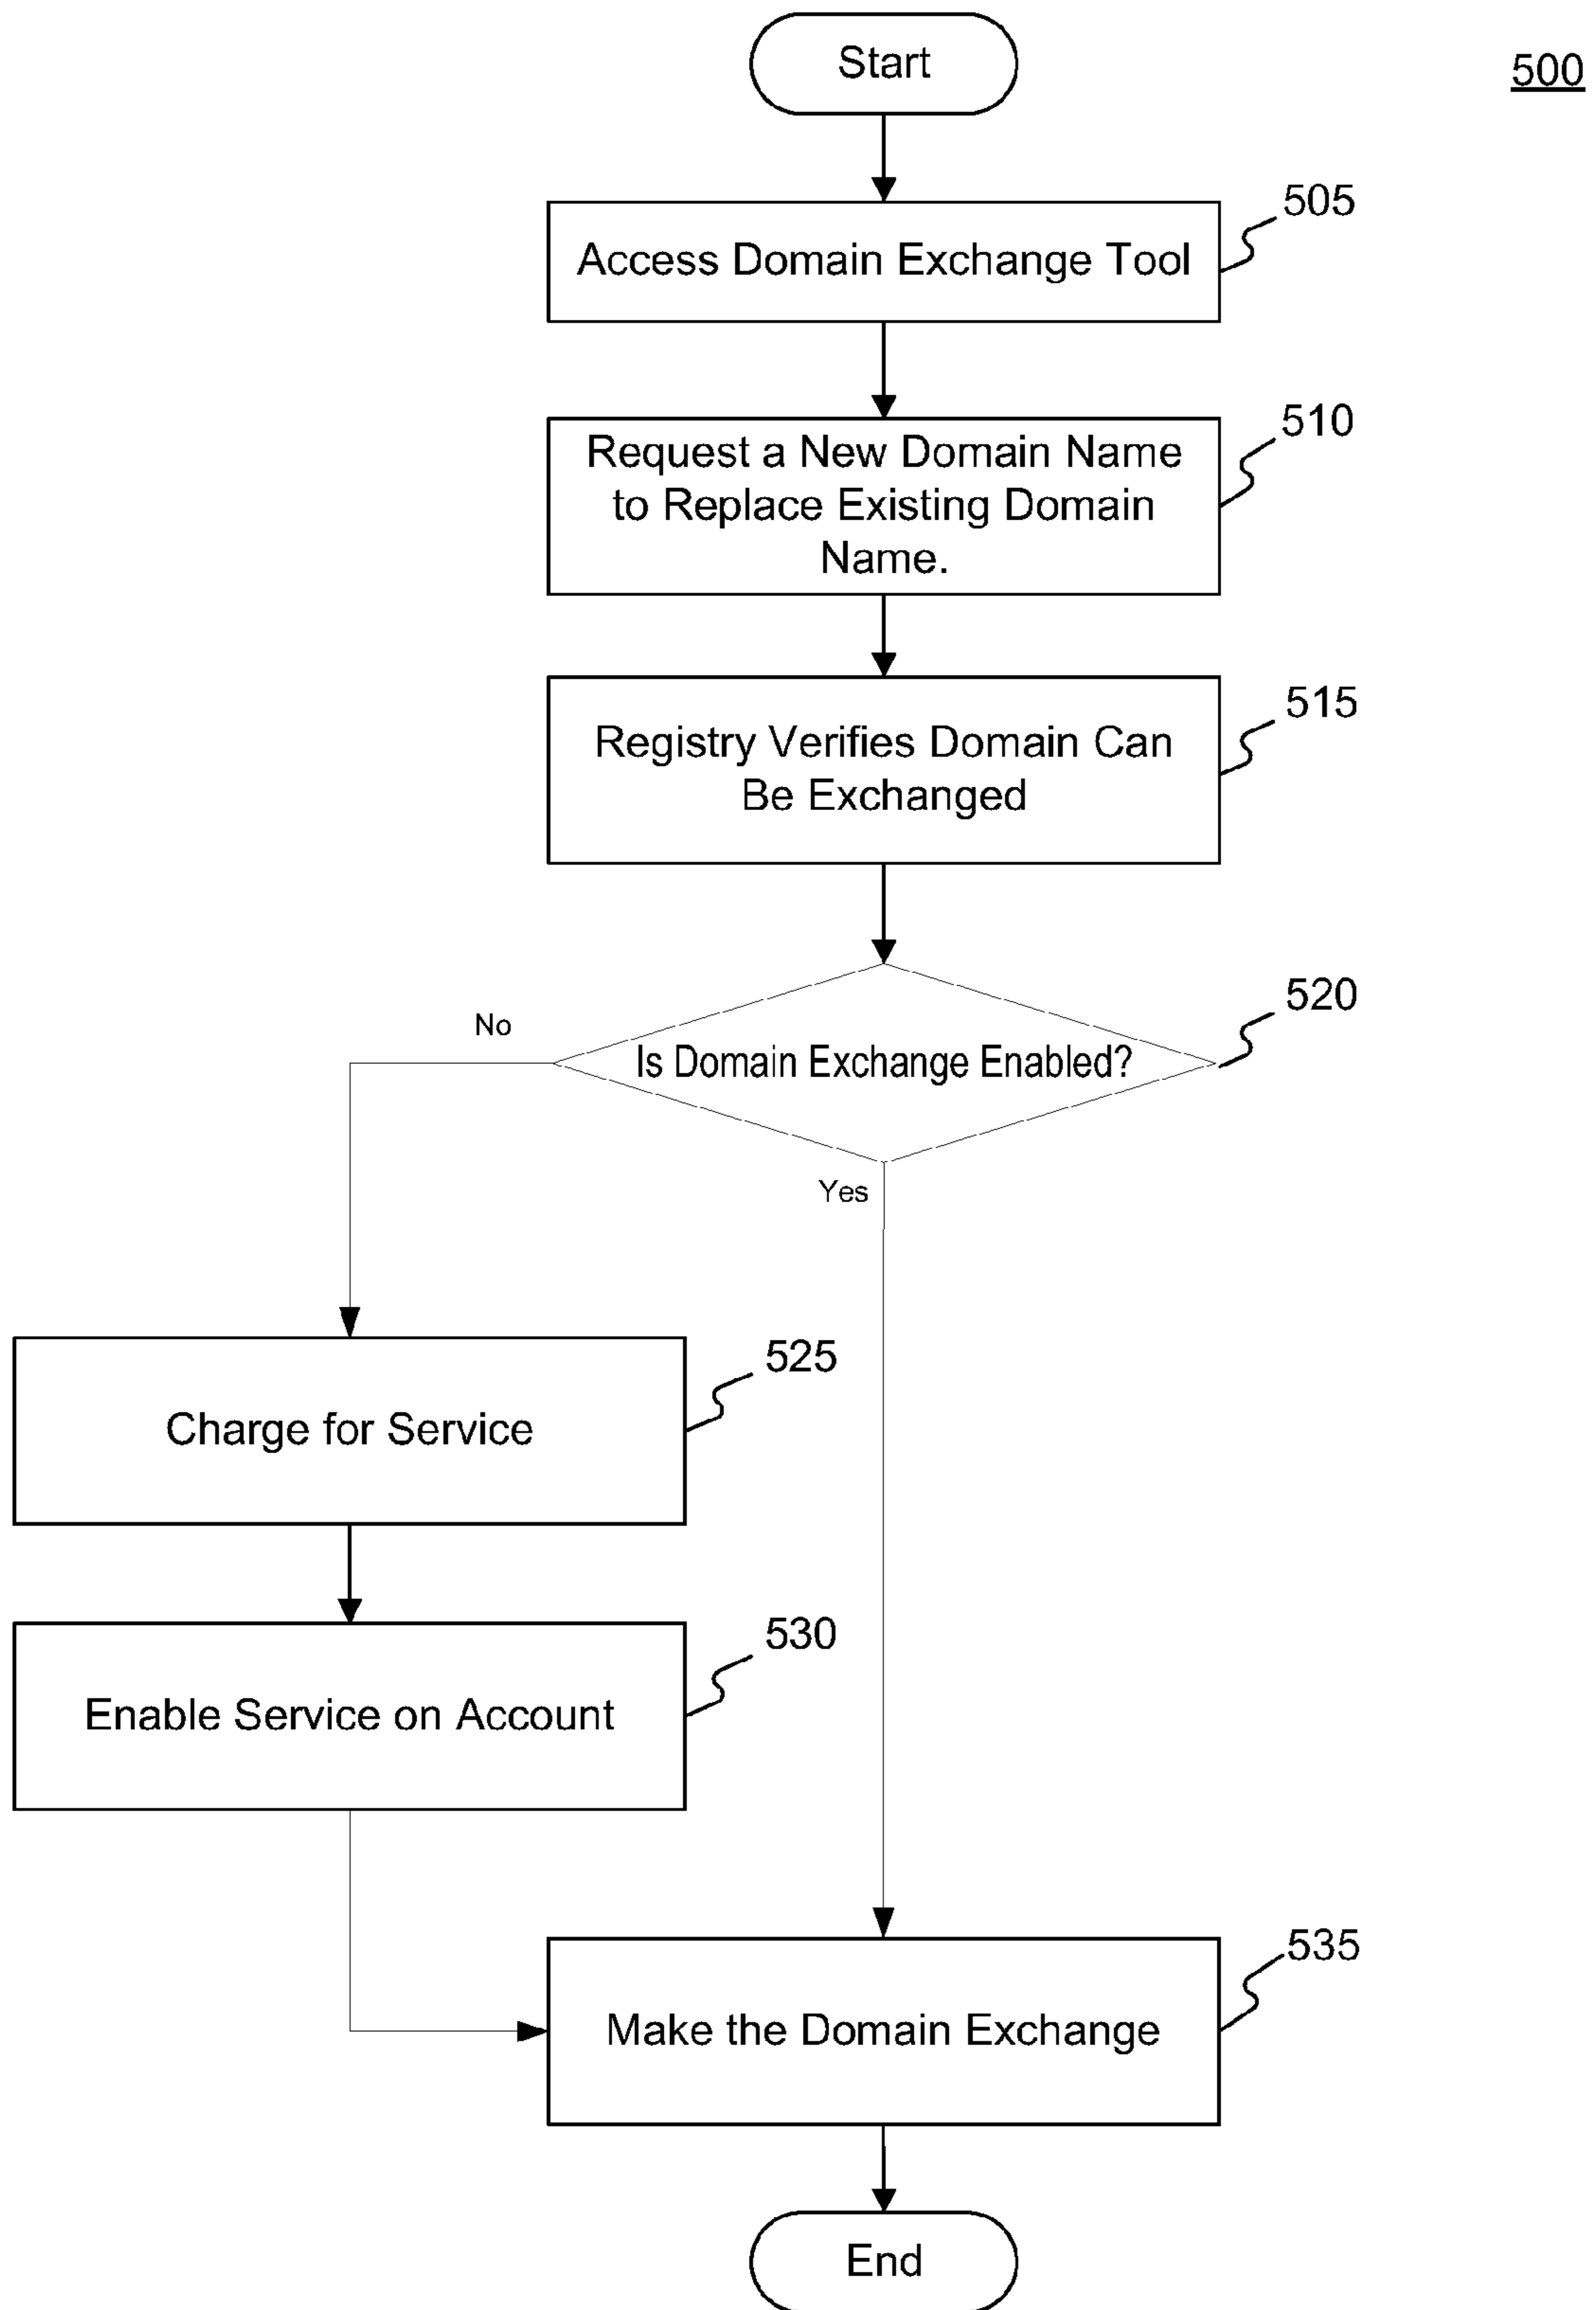 Start
500
505
Access Domain Exchange Tool
510
Request a New Domain Name
to Replace Existing Domain
Name.
515
Registry Verifies Domain Can
Be Exchanged
520
No
Is Domain Exchange Enabled?
Yes
525
Charge for Service
530
Enable Service on Account
535
Make the Domain Exchange
End